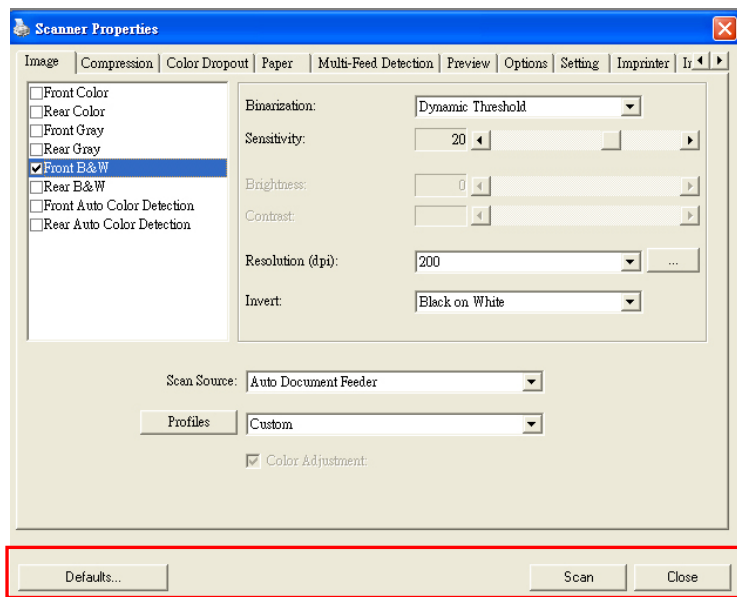 Scanner Properties
Image Compression Color Dropout Paper Multi-Feed Detection Preview Options Setting Imprinter
Front Color
Rear Color
Front Gray
Rear Gray
Front B&W
Rear B&W
Front Auto Color Detection
Rear Auto Color Detection
Binarization: Dynamic Threshold
Sensitivity: 20
Brightness: 0
Contrast:
Resolution (dpi): 200 ...
Invert: Black on White
Scan Source: Auto Document Feeder
Profiles Custom
Color Adjustment:
Defaults... Scan Close